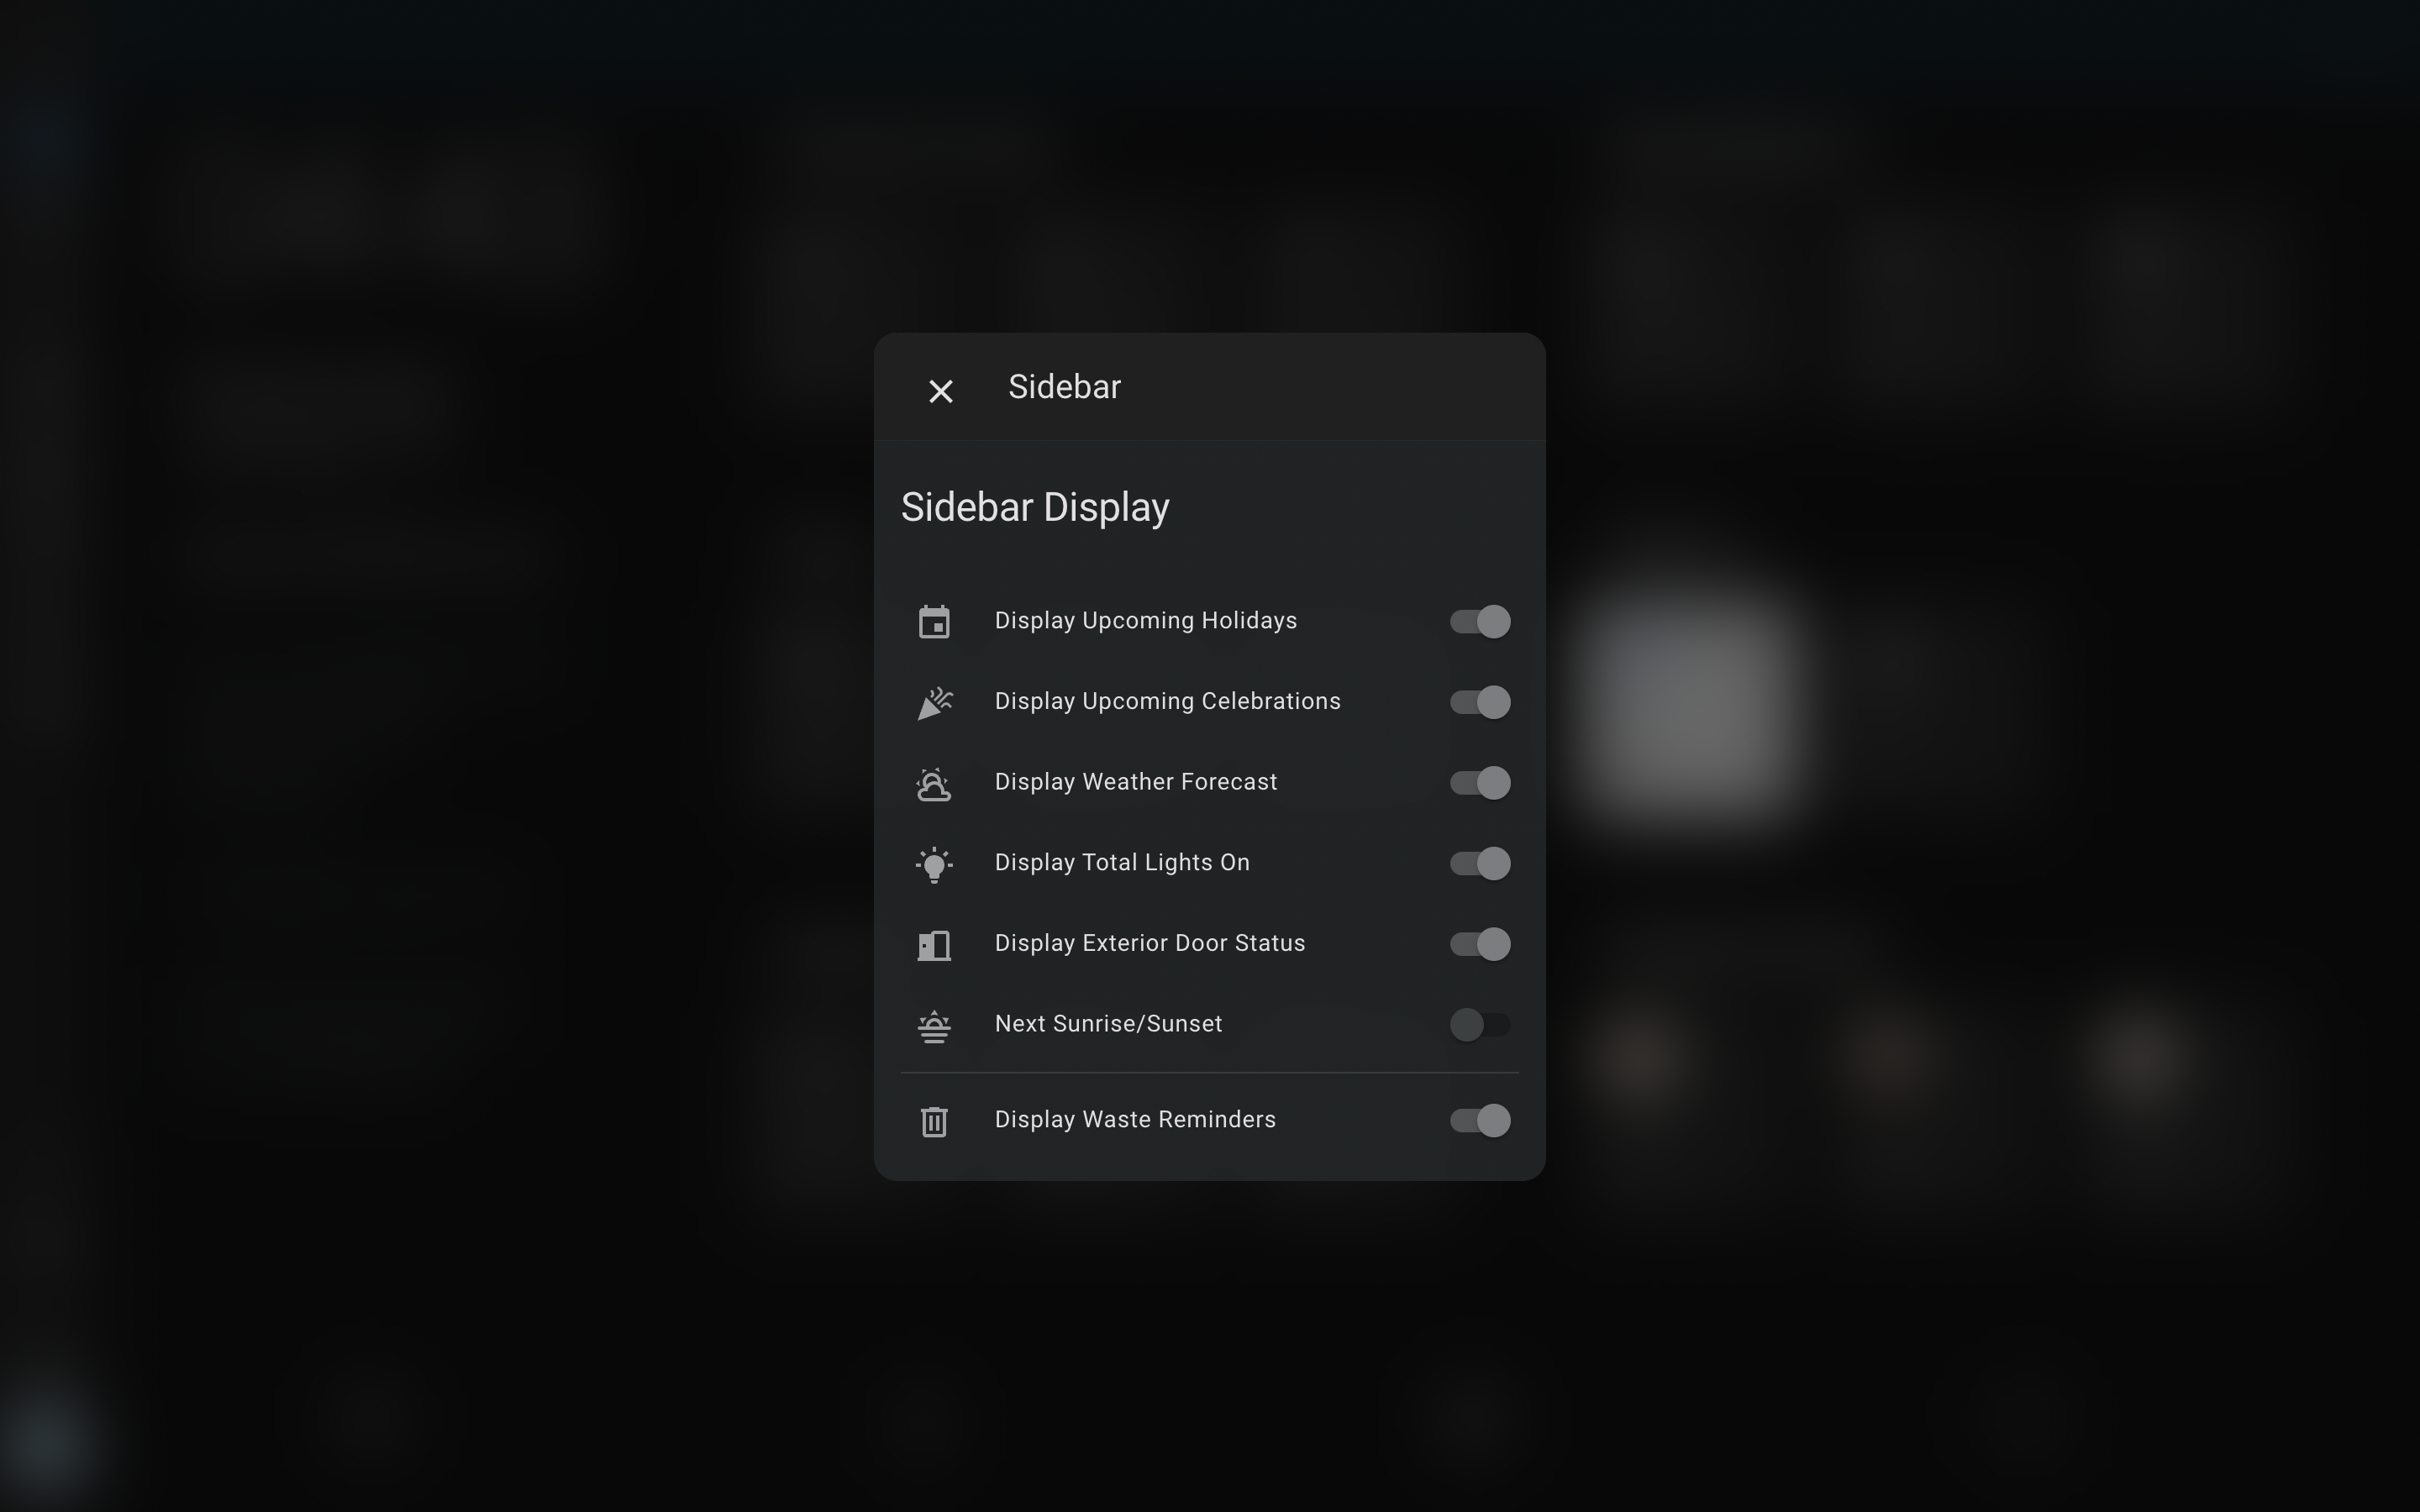 Sidebar
Sidebar Display
Display Upcoming Holidays
Display Upcoming Celebrations
Display Weather Forecast
Display Total Lights On
Display Exterior Door Status
Next Sunrise/Sunset
Display Waste Reminders